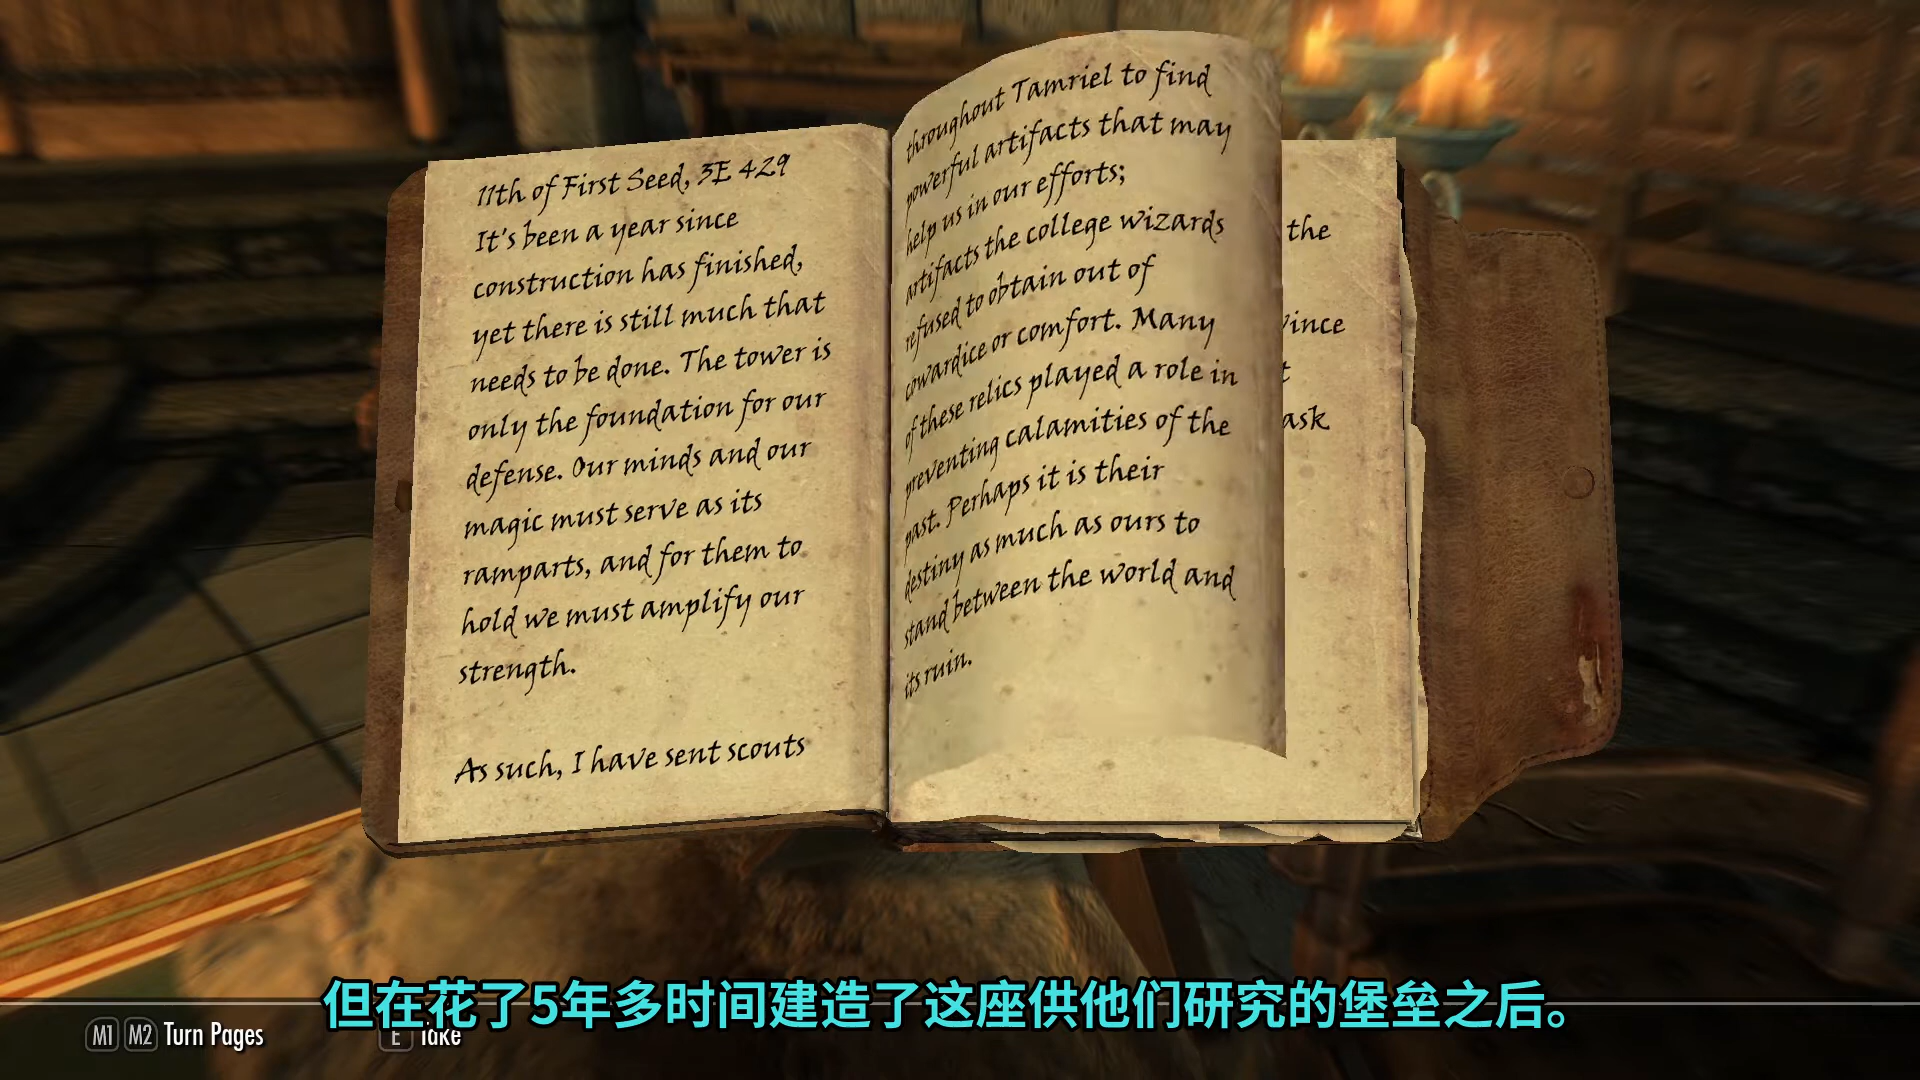 11th of First Seed, 3E 429
It's been a year since
construction has finished,
yet there is still much that
needs to be done. The tower is
only the foundation for our
defense. Our minds and our
magic must serve as its
ramparts, and for them to
hold we must amplify our
strength.
As such, I have sent scouts
throughout Tamriel to find
powerful artifacts that may
help us in our efforts;
artifacts the college wizards
refused to obtain out of
cowardice or comfort. Many
of these relics played a role in
preventing calamities of the
past. Perhaps it is their
destiny as much as ours to
stand between the world and
its ruin.
the
ince
t
ask
但在花了5年多时间建造了这座供他们研究的堡垒之后。
M1 M2 Turn Pages
E Take